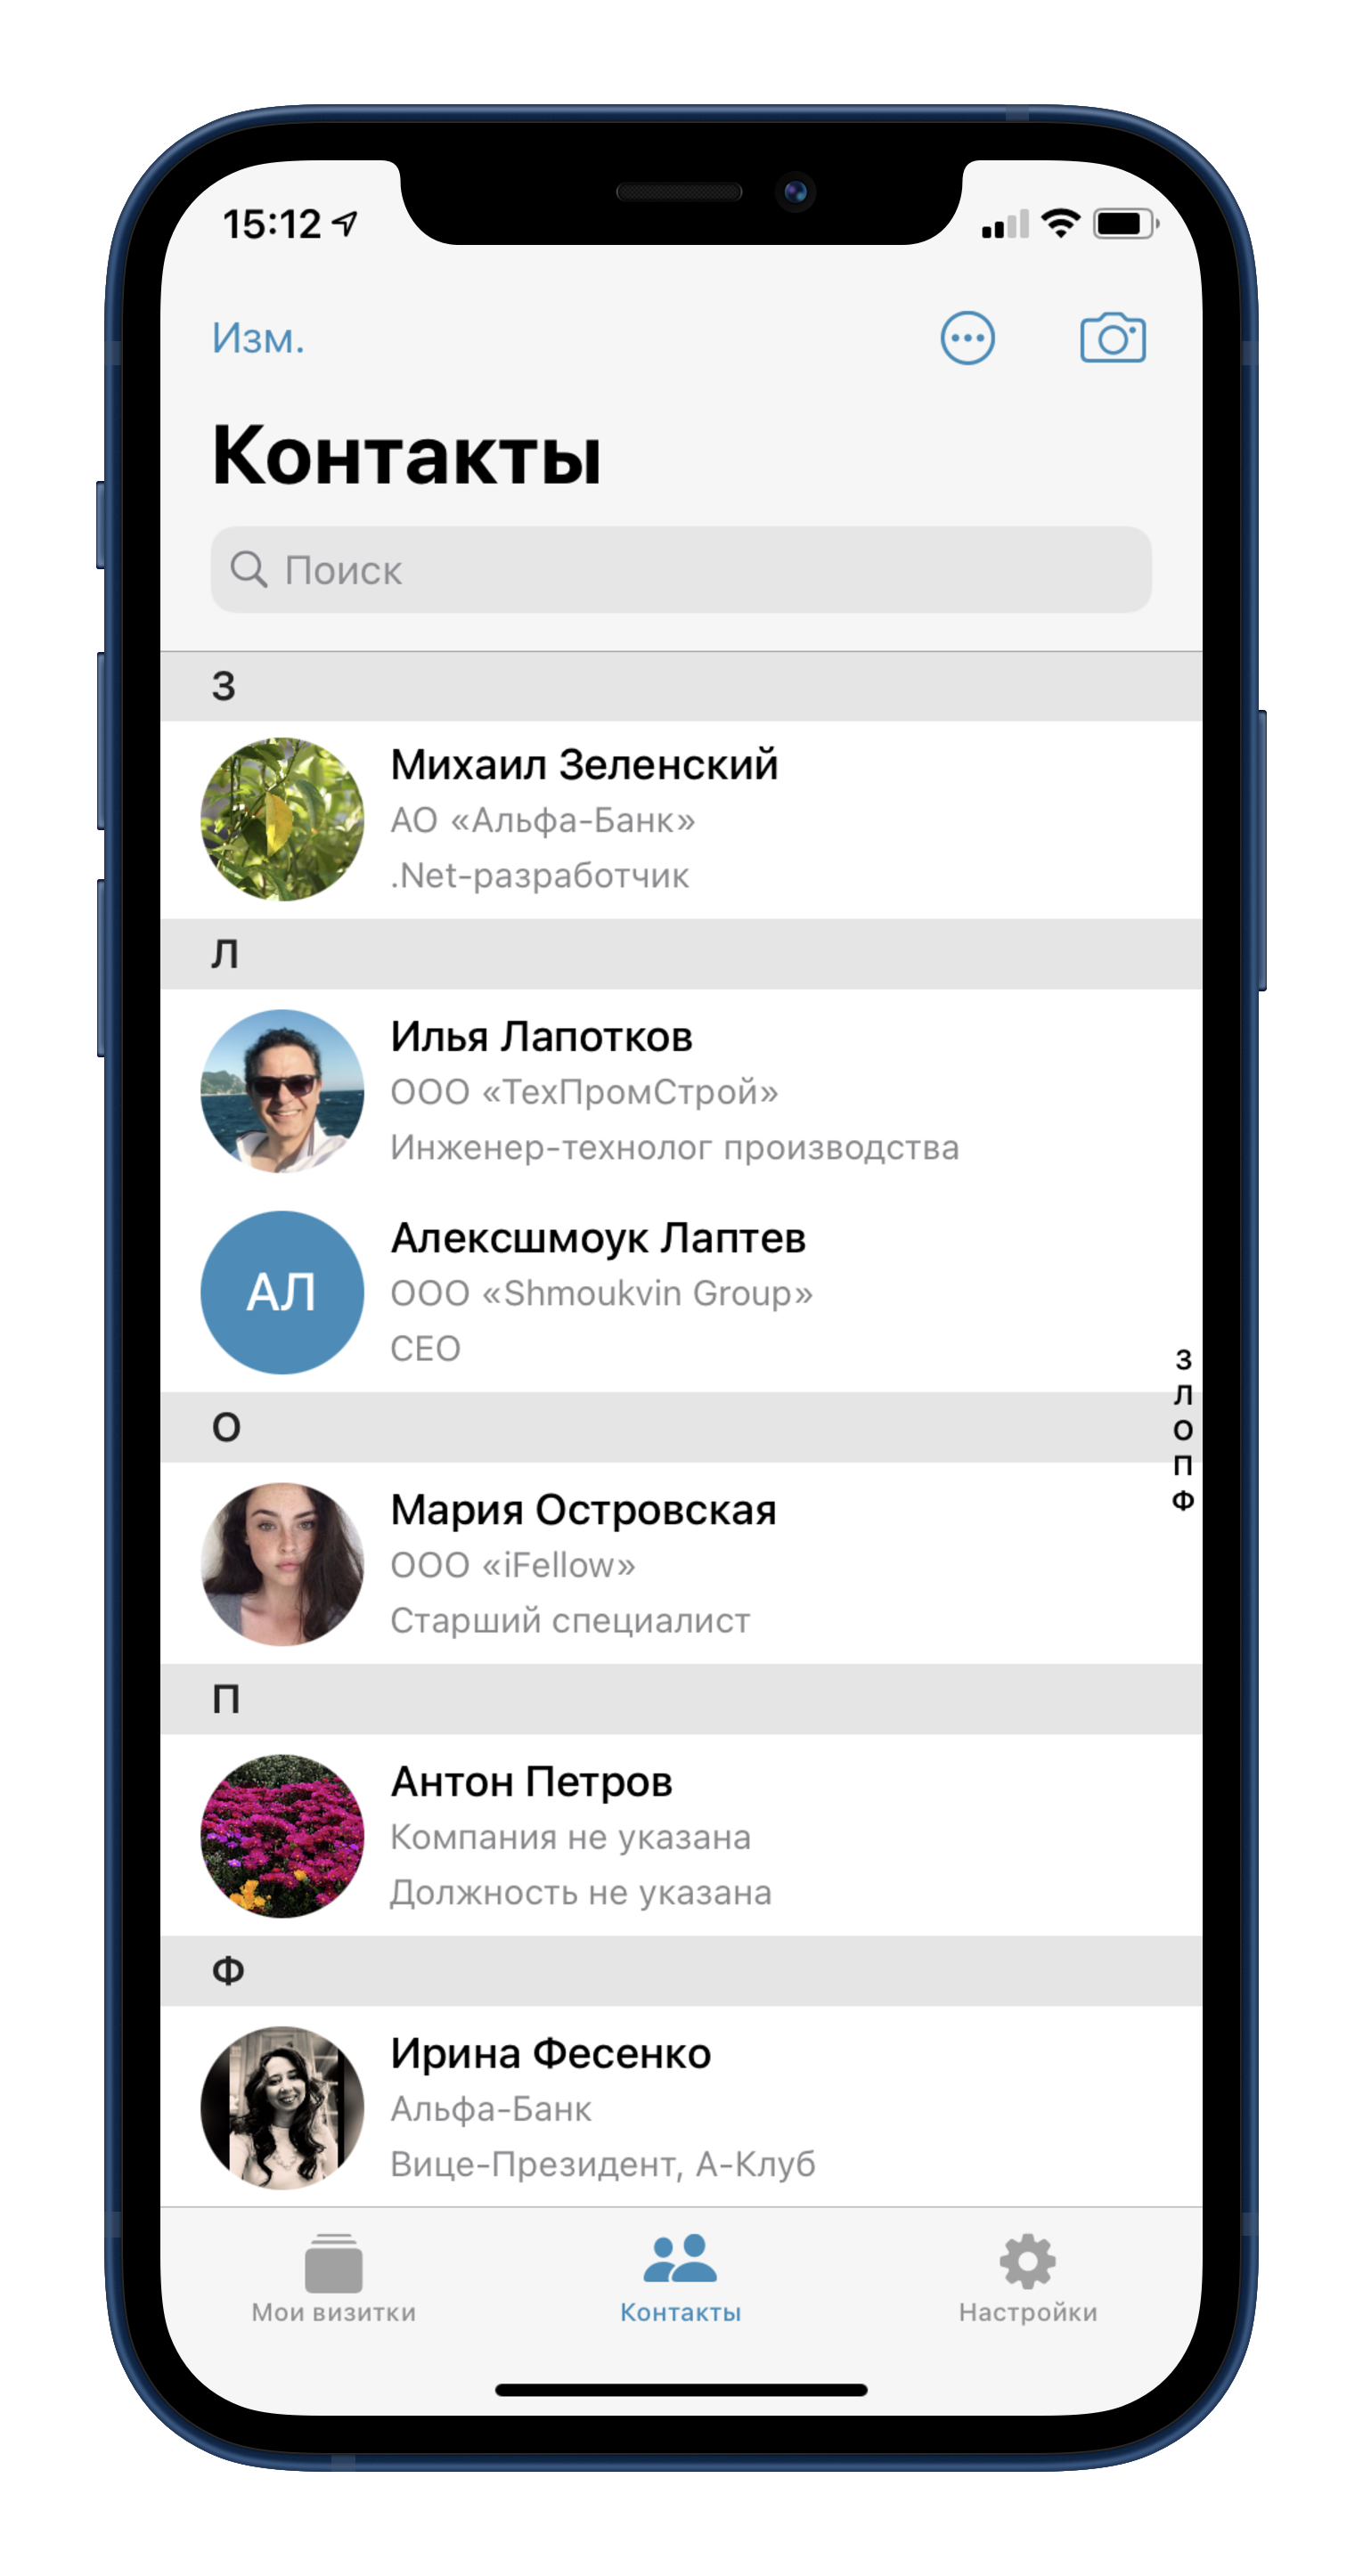 15:12
Изм.
Контакты
Поиск
З
Михаил Зеленский
АО «Альфа-Банк»
.Net-разработчик
Л
Илья Лапотков
ООО «ТехПромСтрой»
Инженер-технолог производства
АЛ
Алексшмоук Лаптев
ООО «Shmoukvin Group»
CEO
О
Мария Островская
ООО «iFellow»
Старший специалист
П
Антон Петров
Компания не указана
Должность не указана
Ф
Ирина Фесенко
Альфа-Банк
Вице-Президент, А-Клуб
З
Л
О
П
Ф
Мои визитки
Контакты
Настройки